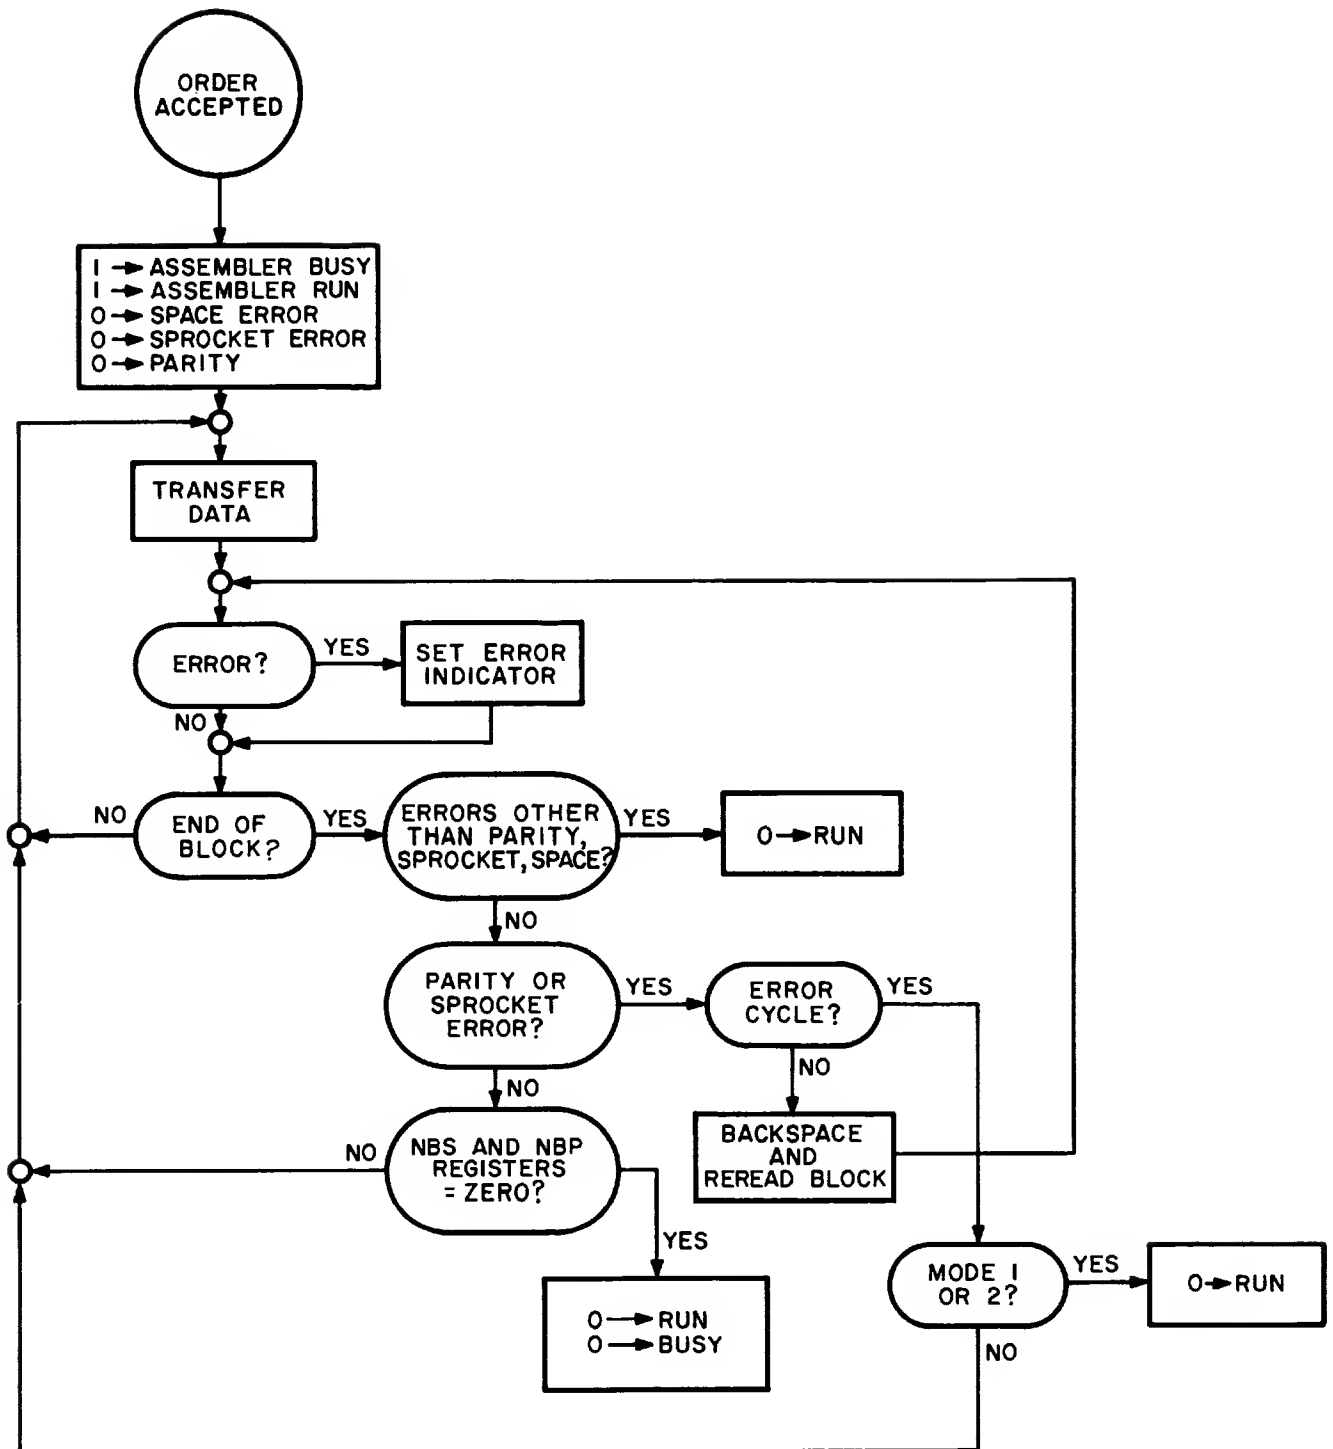 ORDER
ACCEPTED
1 → ASSEMBLER BUSY
1 → ASSEMBLER RUN
0 → SPACE ERROR
0 → SPROCKET ERROR
0 → PARITY
TRANSFER
DATA
ERROR?
YES
SET ERROR
INDICATOR
NO
NO
END OF
BLOCK?
YES
ERRORS OTHER
THAN PARITY,
SPROCKET, SPACE?
YES
0 → RUN
NO
PARITY OR
SPROCKET
ERROR?
YES
ERROR
CYCLE?
YES
NO
NO
BACKSPACE
AND
REREAD BLOCK
NO
NBS AND NBP
REGISTERS
= ZERO?
YES
0 → RUN
0 → BUSY
MODE 1
OR 2?
YES
0 → RUN
NO